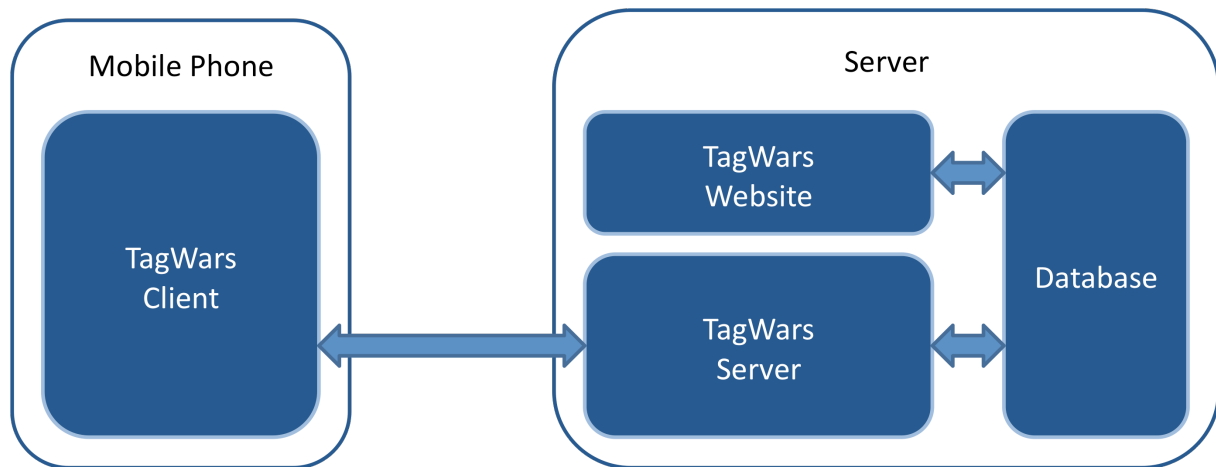 Mobile Phone
TagWars
Client
Server
TagWars
Website
TagWars
Server
Database